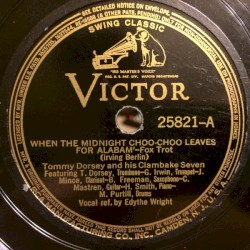 SWING CLASSIC
"HIS MASTER'S VOICE"
VICTOR
25821-A
WHEN THE MIDNIGHT CHOO-CHOO LEAVES
FOR ALABAM'-Fox Trot
(Irving Berlin)
Tommy Dorsey and his Clambake Seven
Featuring T. Dorsey, Trombone-G. Irwin, Trumpet-J.
Mince, Clarinet-B. Freeman, Saxophone-C.
Mastren, Guitar-H. Smith, Piano-
M. Purtill, Drum
Vocal ref. by Edythe Wright
CAMDEN, N.J.